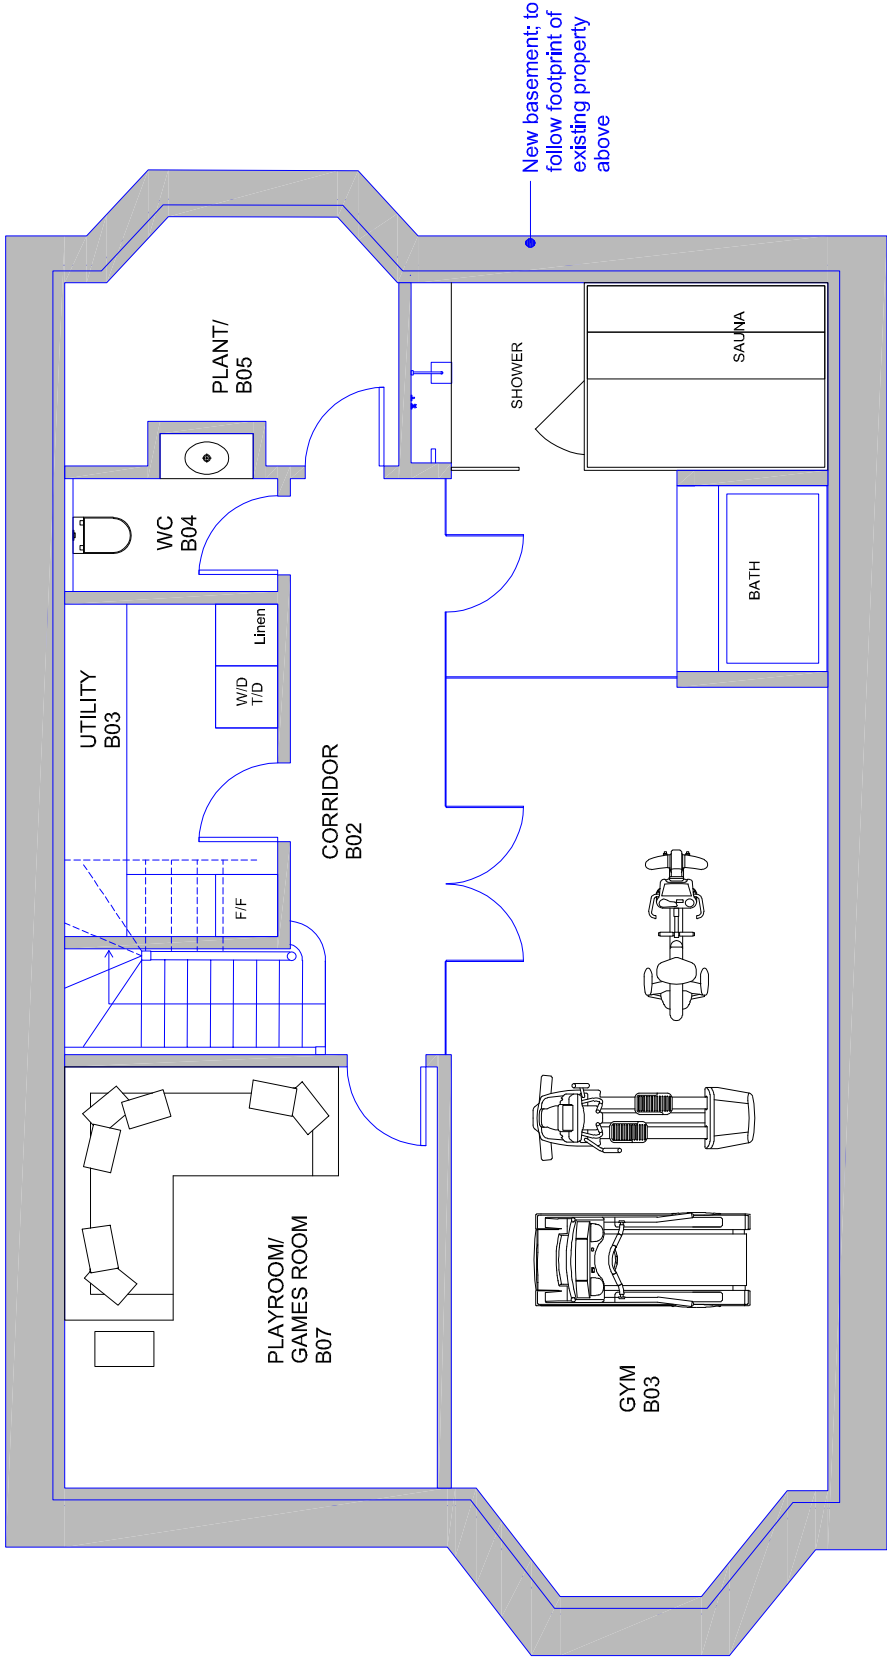 New basement; to
follow footprint of
existing property
above
PLANT/
B05
SHOWER
SAUNA
WC
B04
BATH
UTILITY
B03
Linen
W/D
T/D
CORRIDOR
B02
F/F
PLAYROOM/
GAMES ROOM
B07
GYM
B03